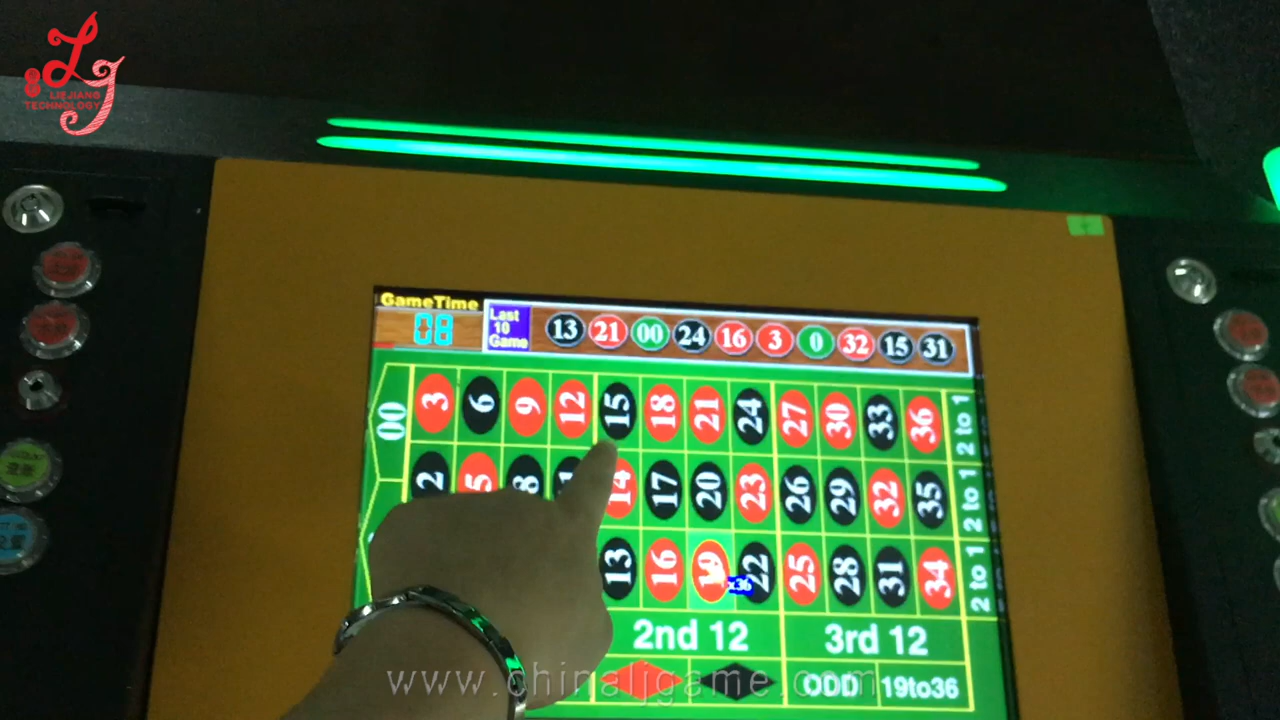 LIEJIANG
TECHNOLOGY
GameTime
08
Last
10
Game
13 21 00 24 16 3 0 32 15 31
00
3 6 9 12 15 18 21 24 27 30 33 36 2 to 1
2 5 8 14 17 20 23 26 29 32 35 2 to 1
13 16 19 x36 22 25 28 31 34 2 to 1
2nd 12 3rd 12
ODD 19to36
www.chinaljgame.com